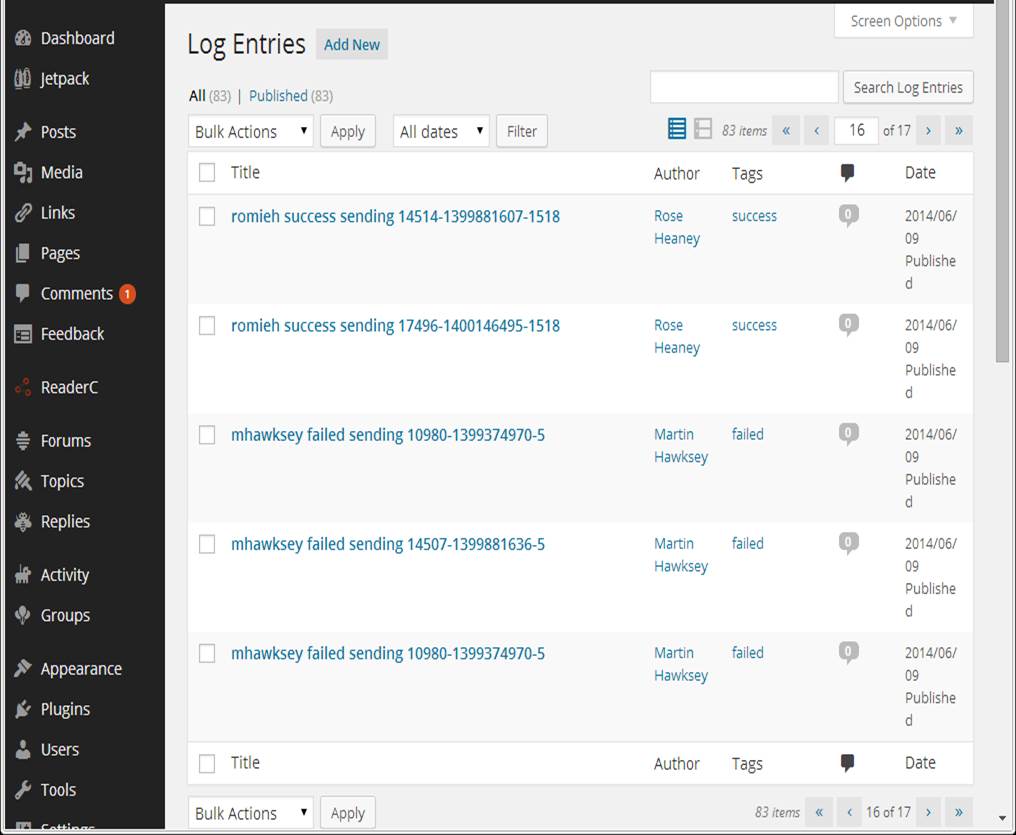 Screen Options ▼
Dashboard
Jetpack
Posts
Media
Links
Pages
Comments 1
Feedback
ReaderC
Forums
Topics
Replies
Activity
Groups
Appearance
Plugins
Users
Tools
Settings
Log Entries Add New
All (83) | Published (83)
Search Log Entries
Bulk Actions ▼ Apply All dates ▼ Filter 83 items « ‹ 16 of 17 › »
Title Author Tags Date
romieh success sending 14514-1399881607-1518 Rose success 0 2014/06/
Heaney 09
Publishe
d
romieh success sending 17496-1400146495-1518 Rose success 0 2014/06/
Heaney 09
Publishe
d
mhawksey failed sending 10980-1399374970-5 Martin failed 0 2014/06/
Hawksey 09
Publishe
d
mhawksey failed sending 14507-1399881636-5 Martin failed 0 2014/06/
Hawksey 09
Publishe
d
mhawksey failed sending 10980-1399374970-5 Martin failed 0 2014/06/
Hawksey 09
Publishe
d
Title Author Tags Date
Bulk Actions ▼ Apply 83 items « ‹ 16 of 17 › »